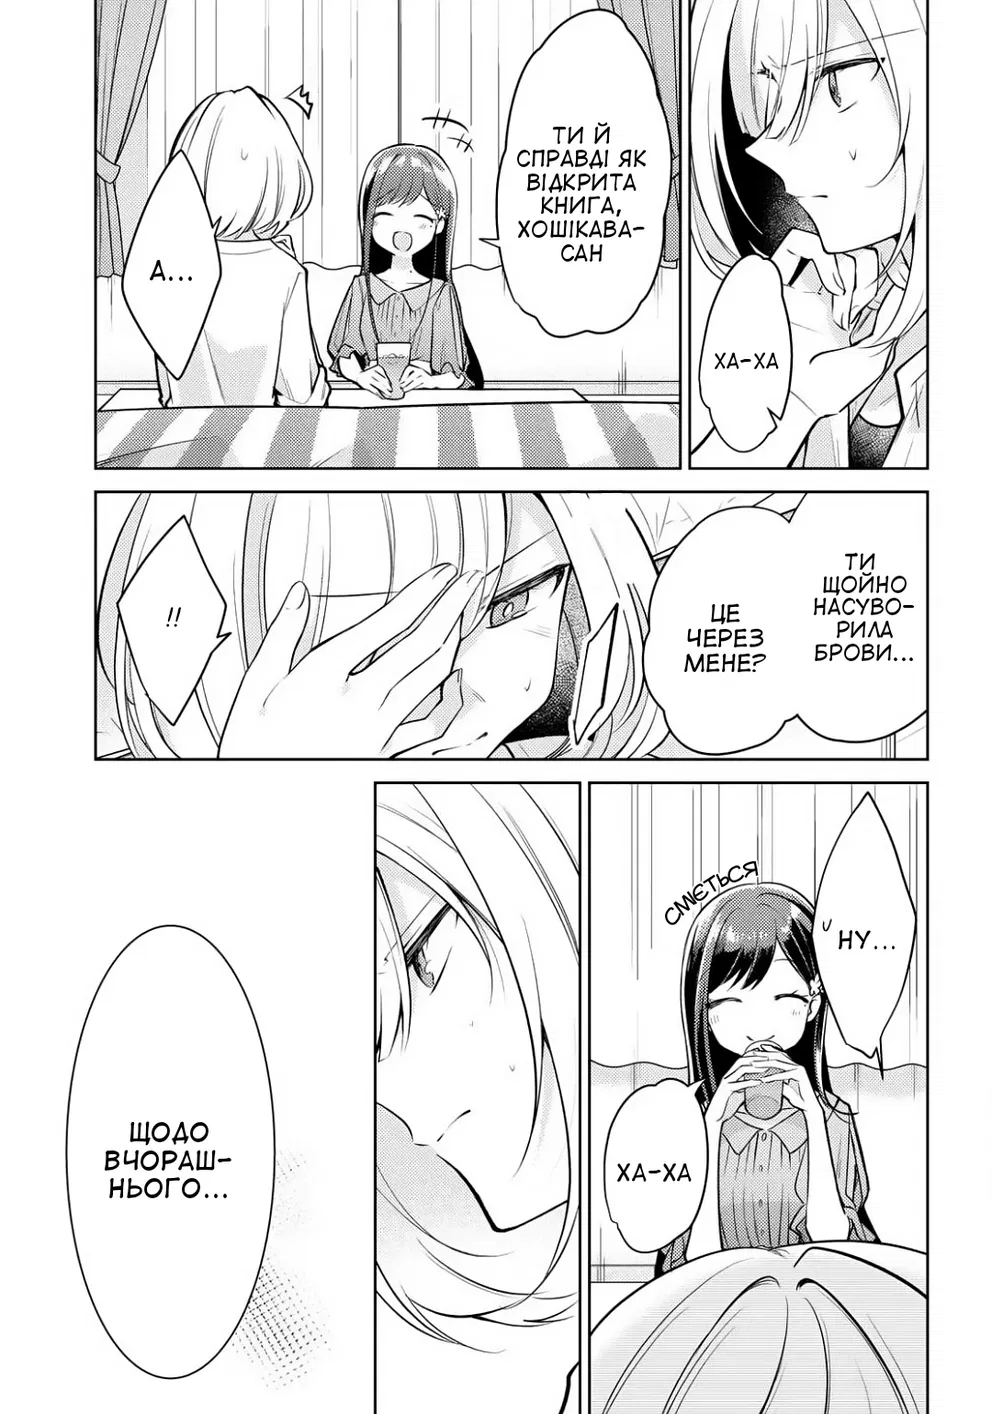 ХА-ХА
ТИ Й
СПРАВДІ ЯК
ВІДКРИТА
КНИГА,
ХОШІКАВА-
САН
А...
ТИ
ЩОЙНО
НАСУВО-
РИЛА
БРОВИ...
ЦЕ
ЧЕРЕЗ
МЕНЕ?
!!
НУ...
СМІЄТЬСЯ
ХА-ХА
ЩОДО
ВЧОРАШ-
НЬОГО...